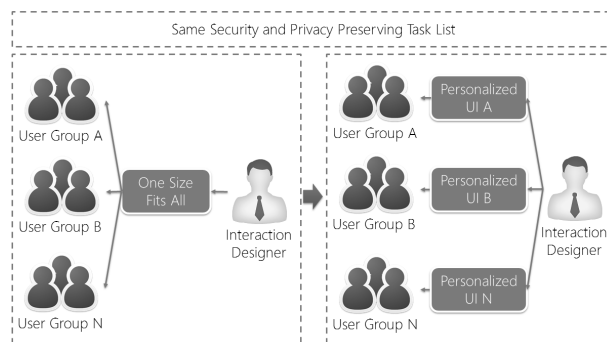 Same Security and Privacy Preserving Task List
User Group A
One Size
Fits All
User Group B
Interaction
Designer
User Group N
Personalized
UI A
User Group A
Personalized
UI B
User Group B
Interaction
Designer
Personalized
UI N
User Group N